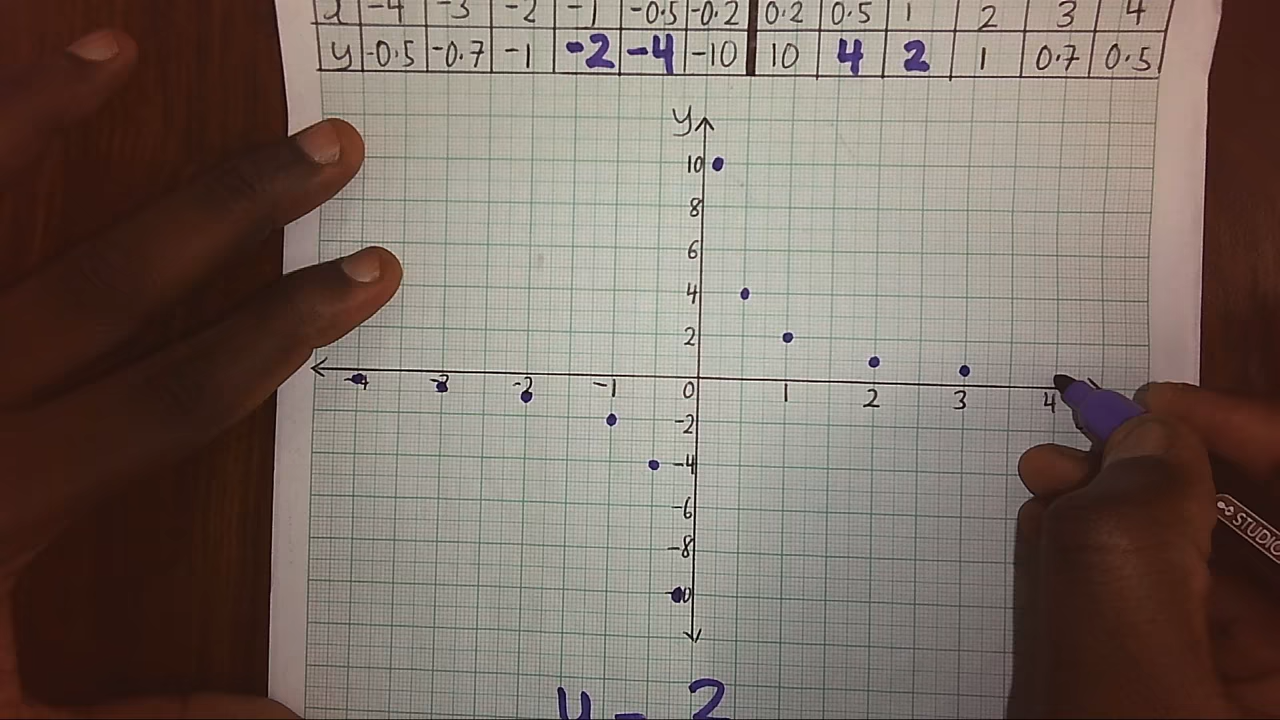 x -4 -3 -2 -1 -0.5 -0.2 0.2 0.5 1 2 3 4
y -0.5 -0.7 -1 -2 -4 -10 10 4 2 1 0.7 0.5
y
10
8
6
4
2
-4 -3 -2 -1 0 1 2 3 4
-2
-4
-6
-8
-10
y = 2